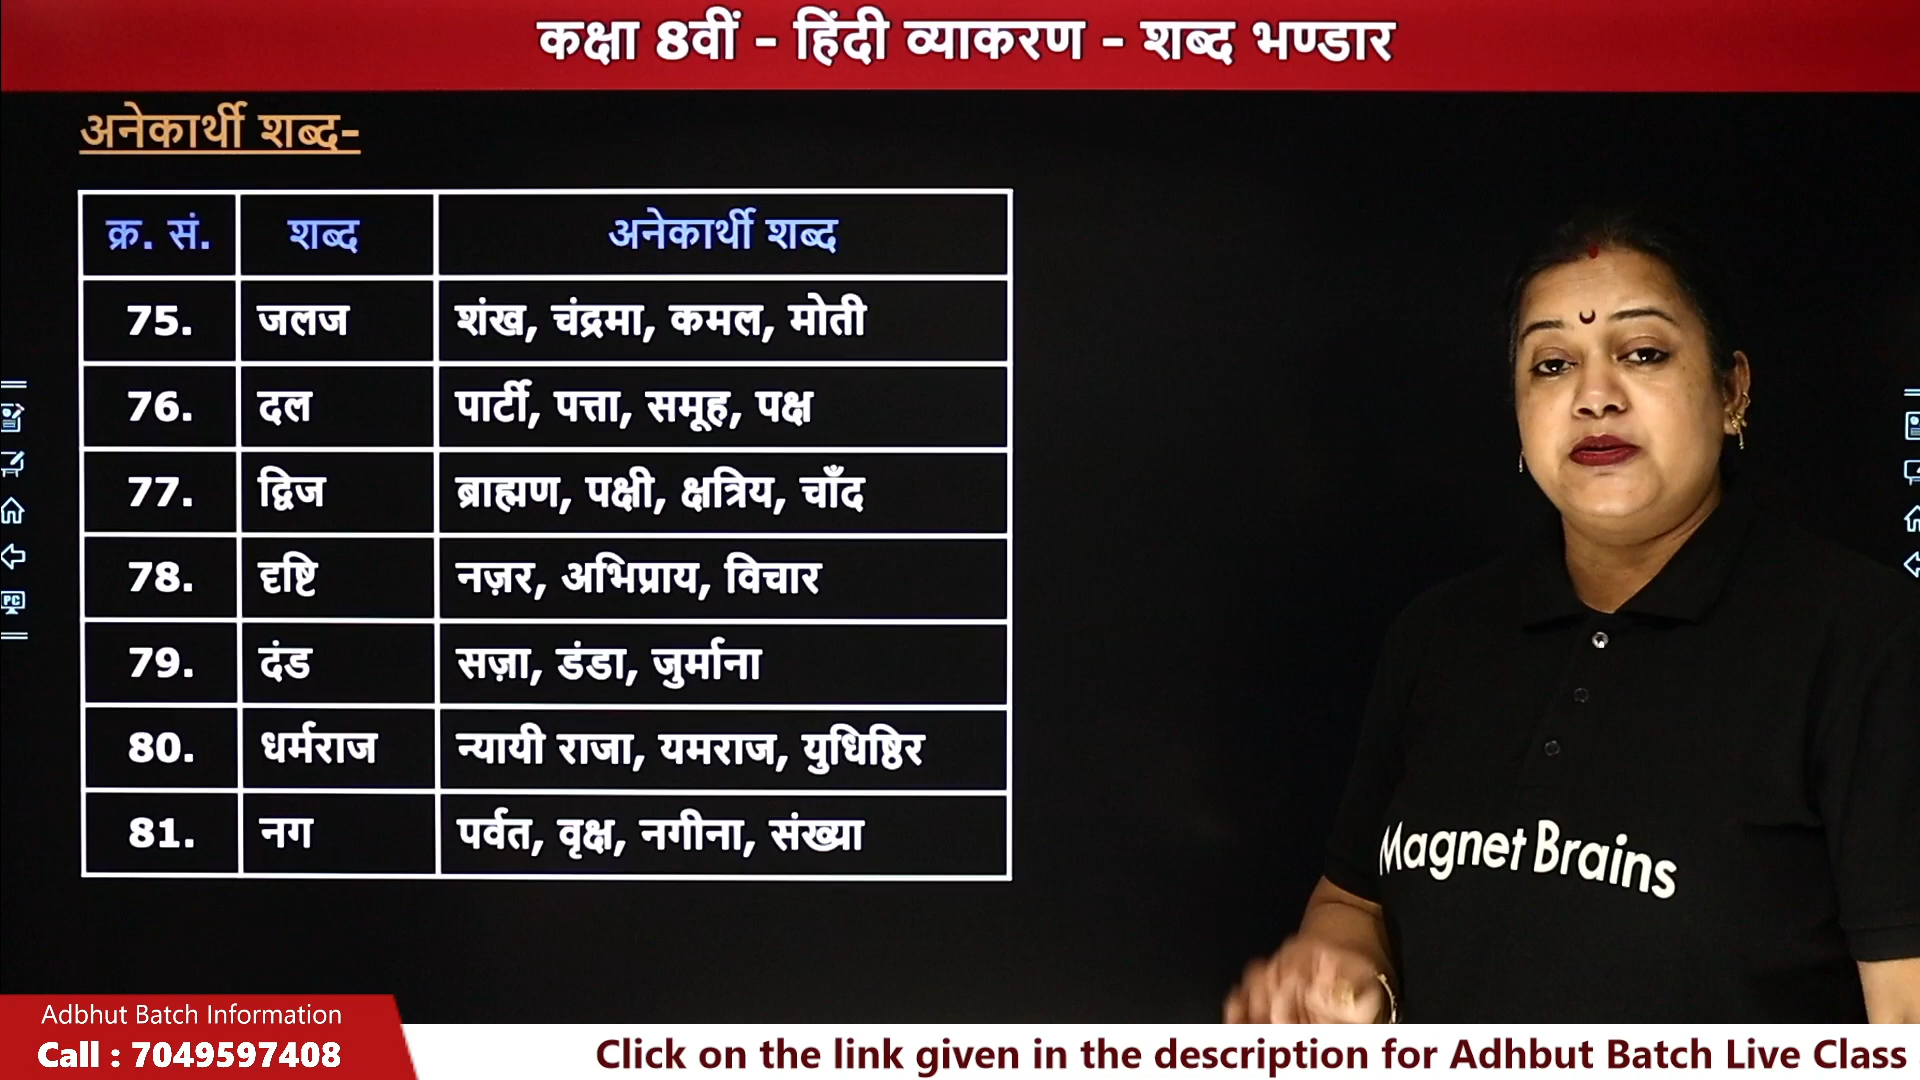 कक्षा 8वीं - हिंदी व्याकरण - शब्द भण्डार
अनेकार्थी शब्द-
क्र. सं. शब्द अनेकार्थी शब्द
75. जलज शंख, चंद्रमा, कमल, मोती
76. दल पार्टी, पत्ता, समूह, पक्ष
77. द्विज ब्राह्मण, पक्षी, क्षत्रिय, चाँद
78. दृष्टि नज़र, अभिप्राय, विचार
79. दंड सज़ा, डंडा, जुर्माना
80. धर्मराज न्यायी राजा, यमराज, युधिष्ठिर
81. नग पर्वत, वृक्ष, नगीना, संख्या
PC
Magnet Brains
Adbhut Batch Information
Call : 7049597408
Click on the link given in the description for Adhbut Batch Live Class